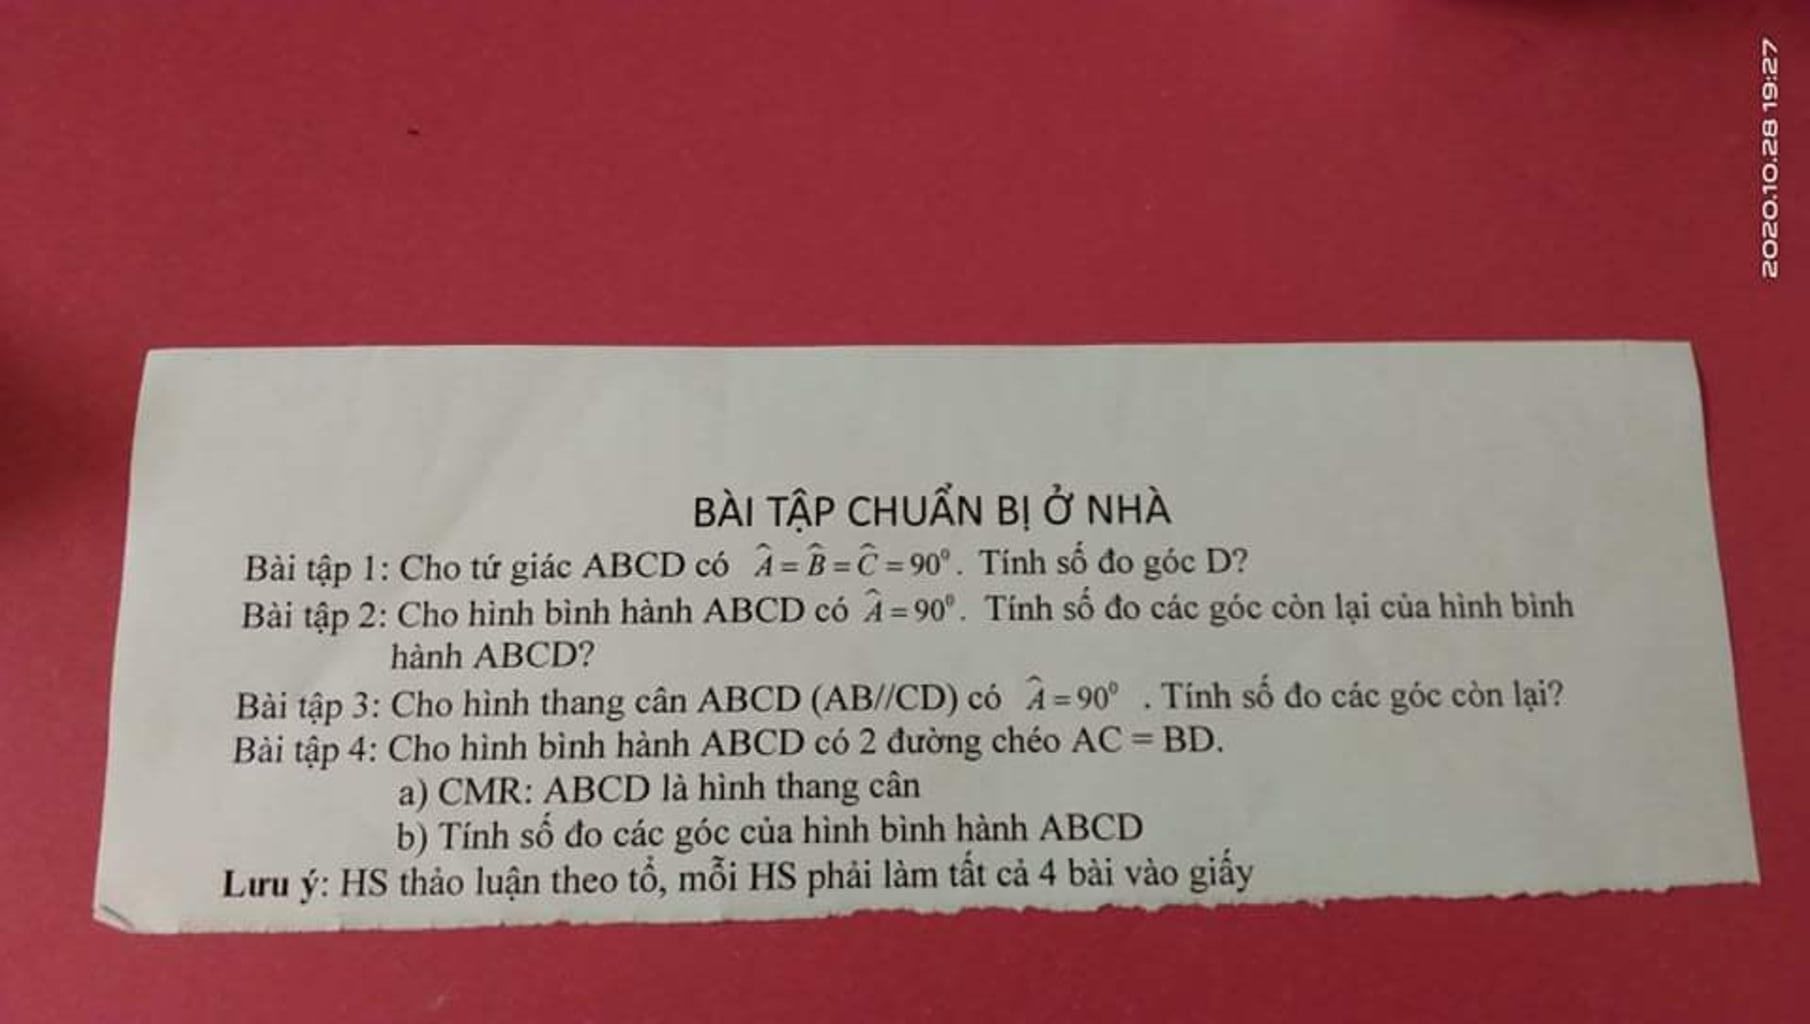 BÀI TẬP CHUẨN BỊ Ở NHÀ
Bài tập 1: Cho tứ giác ABCD có Â = B̂ = Ĉ = 90⁰. Tính số đo góc D?
Bài tập 2: Cho hình bình hành ABCD có Â = 90⁰. Tính số đo các góc còn lại của hình bình
hành ABCD?
Bài tập 3: Cho hình thang cân ABCD (AB//CD) có Â = 90⁰ . Tính số đo các góc còn lại?
Bài tập 4: Cho hình bình hành ABCD có 2 đường chéo AC = BD.
a) CMR: ABCD là hình thang cân
b) Tính số đo các góc của hình bình hành ABCD
Lưu ý: HS thảo luận theo tổ, mỗi HS phải làm tất cả 4 bài vào giấy
2020.10.28 19:27